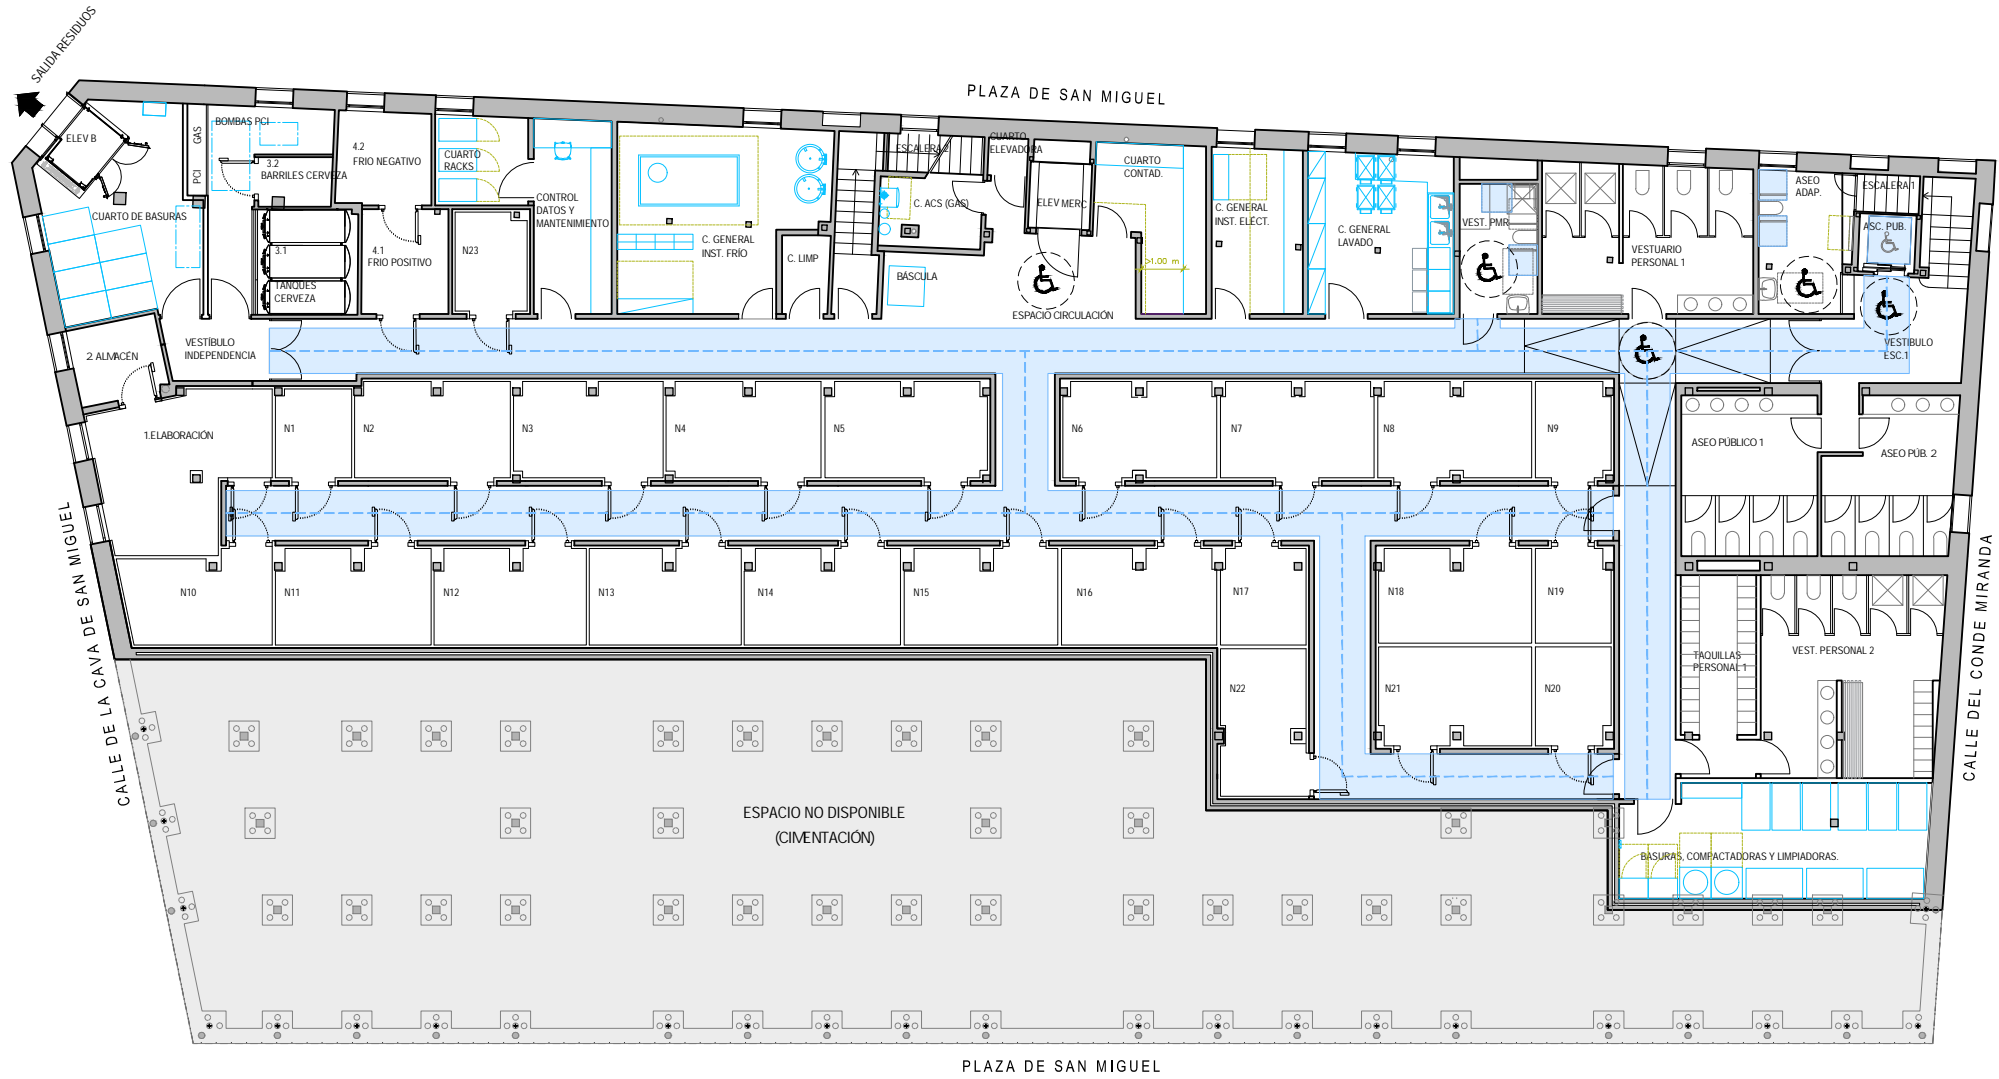 SALIDA RESIDUOS
PLAZA DE SAN MIGUEL
ELEV B
GAS
PCI
BOMBAS PCI
3.2
BARRILES CERVEZA
4.2
FRIO NEGATIVO
CUARTO
RACKS
CONTROL
DATOS Y
MANTENIMIENTO
ESCALERA 2
CUARTO
ELEVADORA
CUARTO
CONTAD.
ASEO
ADAP.
ESCALERA 1
CUARTO DE BASURAS
C. ACS (GAS)
ELEV MERC
C. GENERAL
INST. ELÉCT.
C. GENERAL
LAVADO
VEST. PMR
ASC. PUB.
3.1
TANQUES
CERVEZA
4.1
FRIO POSITIVO
N23
C. GENERAL
INST. FRÍO
C. LIMP
BÁSCULA
>1.00 m
VESTUARIO
PERSONAL 1
ESPACIO CIRCULACIÓN
2. ALMACÉN
VESTÍBULO
INDEPENDENCIA
VESTIBULO
ESC.1
1.ELABORACIÓN
N1
N2
N3
N4
N5
N6
N7
N8
N9
ASEO PÚBLICO 1
ASEO PÚB. 2
N10
N11
N12
N13
N14
N15
N16
N17
N18
N19
TAQUILLAS
PERSONAL 1
VEST. PERSONAL 2
N22
N21
N20
CALLE DE LA CAVA DE SAN MIGUEL
CALLE DEL CONDE MIRANDA
ESPACIO NO DISPONIBLE
(CIMENTACIÓN)
BASURAS, COMPACTADORAS Y LIMPIADORAS.
PLAZA DE SAN MIGUEL